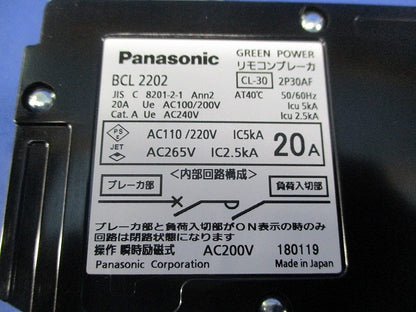 Panasonic GREEN POWER
リモコンブレーカ
BCL 2202 CL-30 2P30AF
JIS C 8201-2-1 Ann2 AT40℃ 50/60Hz
20A Ue AC100/200V Icu 5kA
Cat. A Ue AC240V Icu 2.5kA
PS E JET AC110/220V IC5kA 20A
AC265V IC2.5kA
〈内部回路構成〉
ブレーカ部 負荷入切部
ブレーカ部と負荷入切部がON表示の時のみ
回路は閉路状態になります
操作 瞬時励磁式 AC200V 180119
Panasonic Corporation Made in Japan